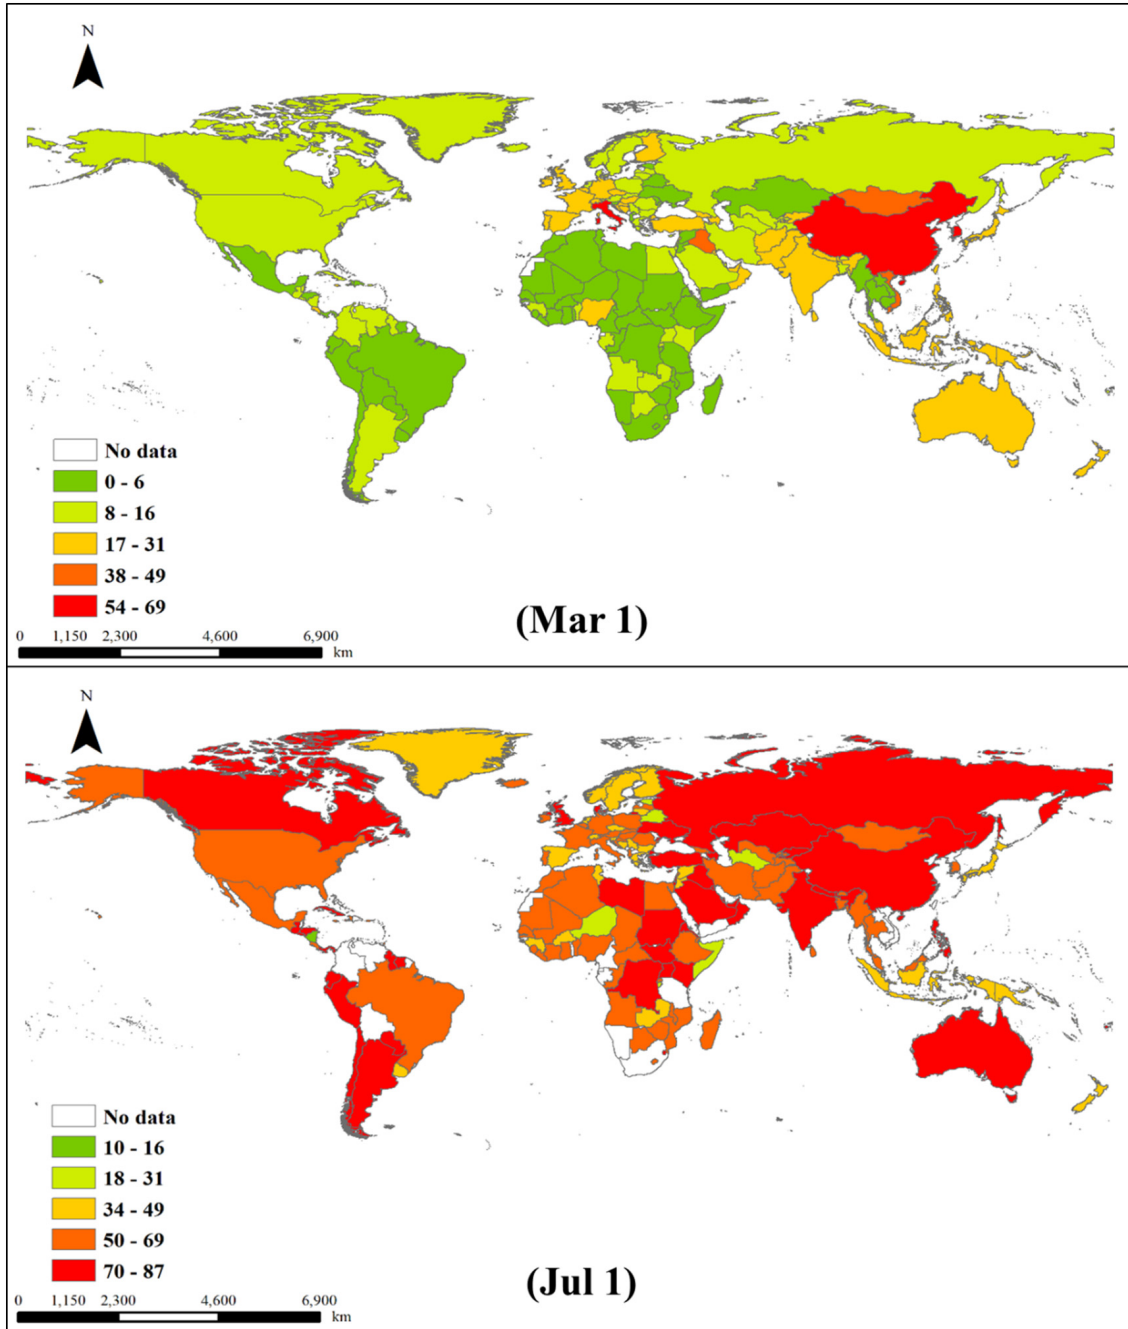 N
No data
0 - 6
8 - 16
17 - 31
38 - 49
54 - 69
(Mar 1)
0 1,150 2,300 4,600 6,900
km
N
No data
10 - 16
18 - 31
34 - 49
50 - 69
70 - 87
(Jul 1)
0 1,150 2,300 4,600 6,900
km